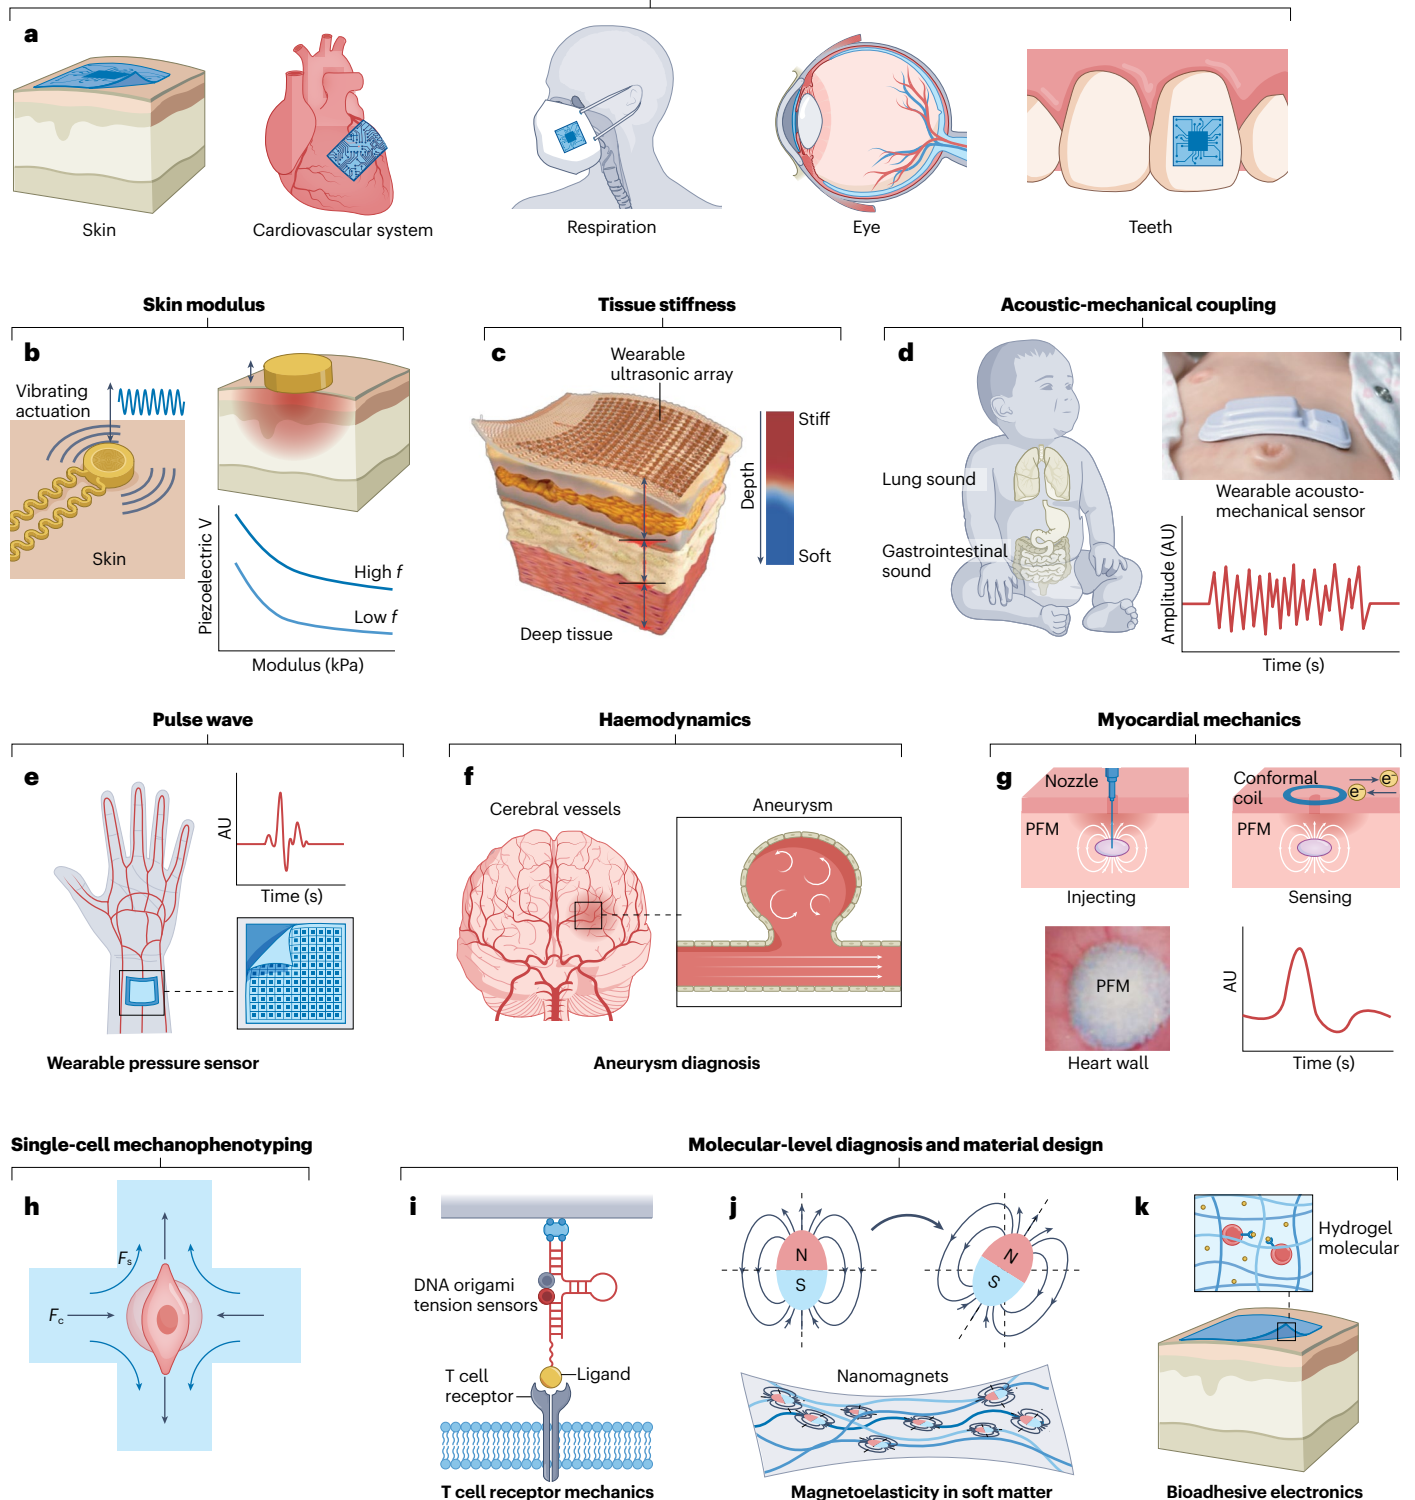 a
Skin
Cardiovascular system
Respiration
Eye
Teeth
Skin modulus
b
Vibrating
actuation
Skin
Piezoelectric V
High f
Low f
Modulus (kPa)
Tissue stiffness
c
Wearable
ultrasonic array
Depth
Stiff
Soft
Deep tissue
Acoustic-mechanical coupling
d
Lung sound
Gastrointestinal
sound
Wearable acousto-
mechanical sensor
Amplitude (AU)
Time (s)
Pulse wave
e
AU
Time (s)
Wearable pressure sensor
Haemodynamics
f
Cerebral vessels
Aneurysm
Aneurysm diagnosis
Myocardial mechanics
g
Nozzle
PFM
Injecting
Conformal
coil
e⁻
e⁻
PFM
Sensing
PFM
Heart wall
AU
Time (s)
Single-cell mechanophenotyping
h
Fs
Fc
Molecular-level diagnosis and material design
i
DNA origami
tension sensors
Ligand
T cell
receptor
T cell receptor mechanics
j
N
S
N
S
Nanomagnets
Magnetoelasticity in soft matter
k
Hydrogel
molecular
Bioadhesive electronics